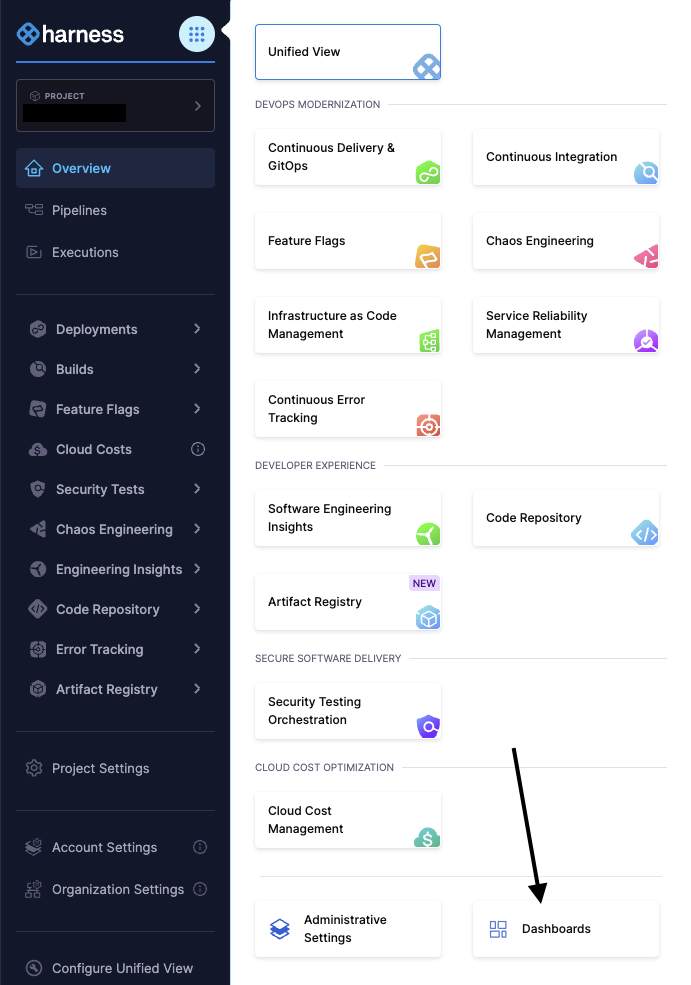 harness
PROJECT
Overview
Pipelines
Executions
Deployments
Builds
Feature Flags
Cloud Costs
Security Tests
Chaos Engineering
Engineering Insights
Code Repository
Error Tracking
Artifact Registry
Project Settings
Account Settings
Organization Settings
Configure Unified View
Unified View
DEVOPS MODERNIZATION
Continuous Delivery &
GitOps
Continuous Integration
Feature Flags
Chaos Engineering
Infrastructure as Code
Management
Service Reliability
Management
Continuous Error
Tracking
DEVELOPER EXPERIENCE
Software Engineering
Insights
Code Repository
NEW
Artifact Registry
SECURE SOFTWARE DELIVERY
Security Testing
Orchestration
CLOUD COST OPTIMIZATION
Cloud Cost
Management
Administrative
Settings
Dashboards